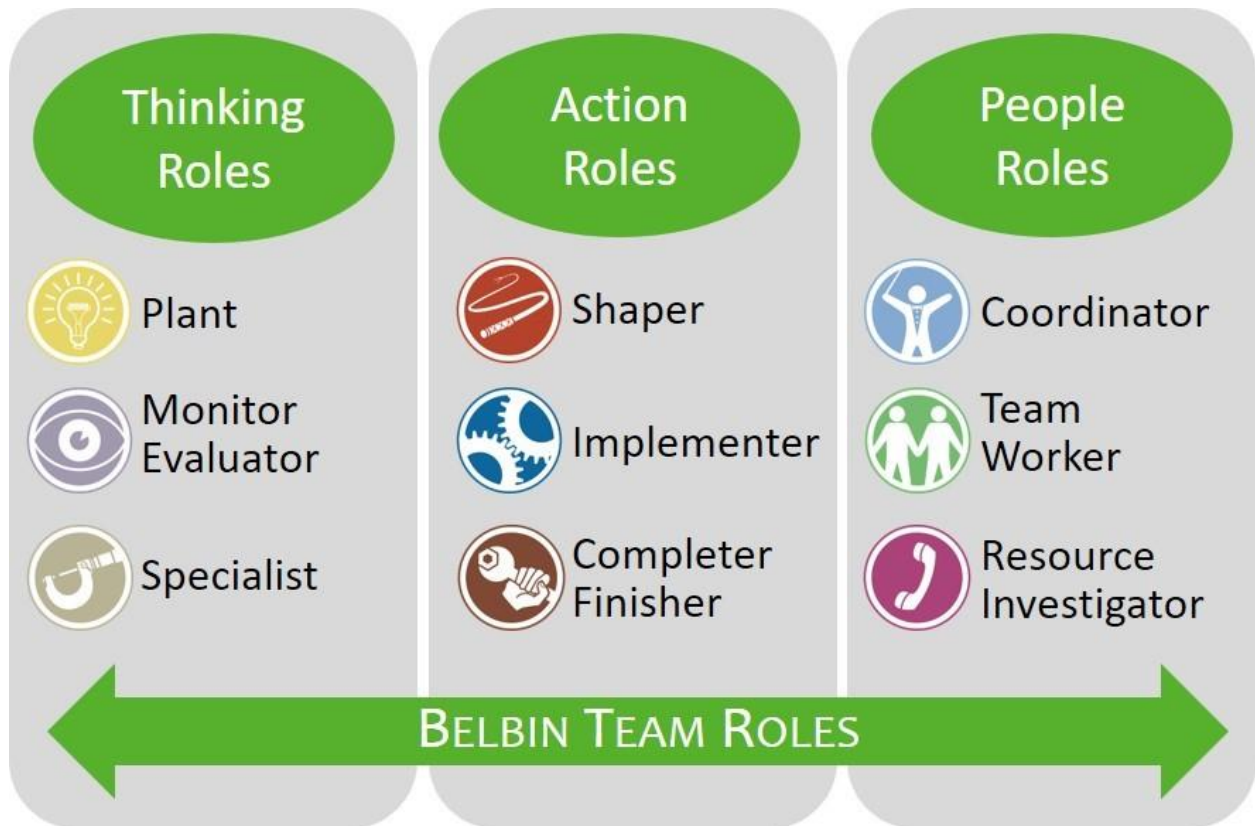 Thinking
Roles
Plant
Monitor
Evaluator
Specialist
Action
Roles
Shaper
Implementer
Completer
Finisher
People
Roles
Coordinator
Team
Worker
Resource
Investigator
BELBIN TEAM ROLES